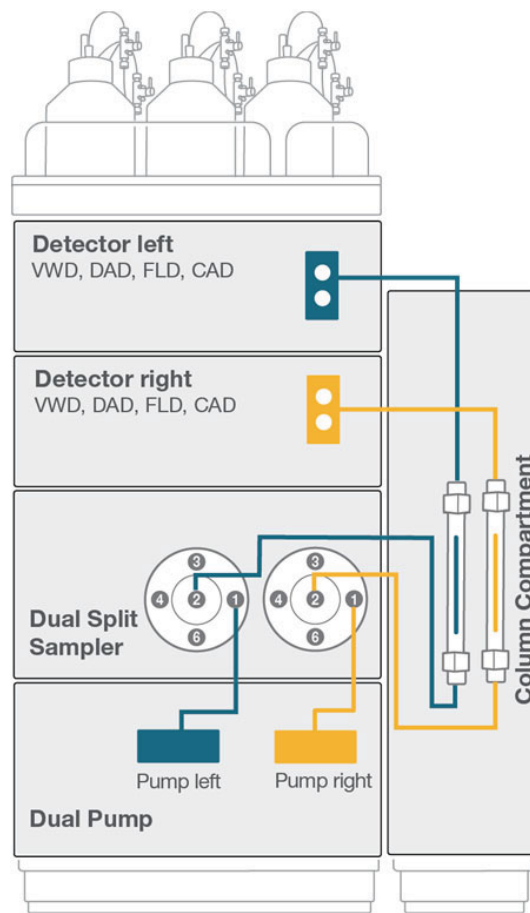 Detector left
VWD, DAD, FLD, CAD
Detector right
VWD, DAD, FLD, CAD
Column Compartment
3
4
2
1
6
3
4
2
1
6
Dual Split
Sampler
Pump left
Pump right
Dual Pump